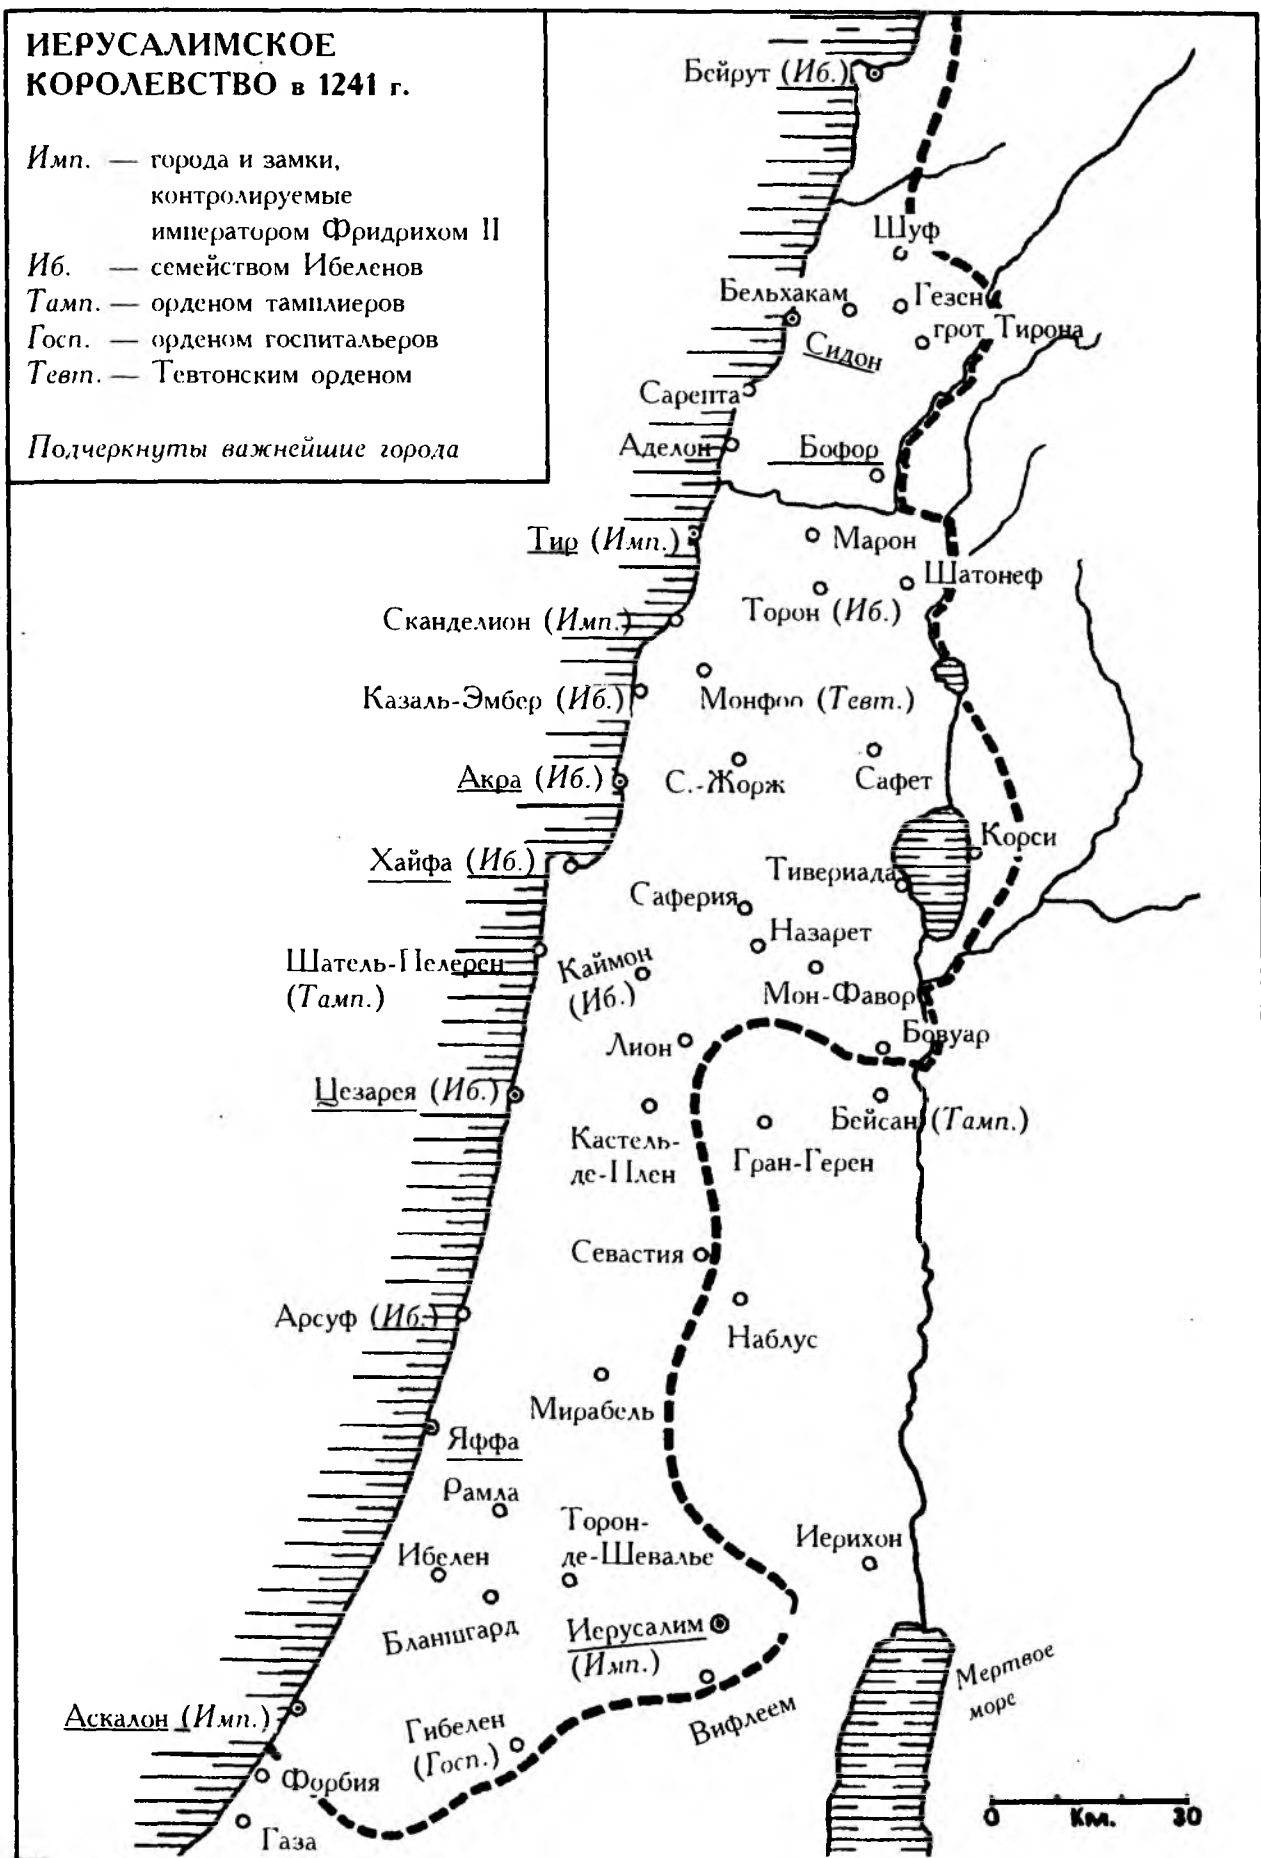 ИЕРУСАЛИМСКОЕ
КОРОЛЕВСТВО в 1241 г.
Имп. — города и замки,
контролируемые
императором Фридрихом II
Иб. — семейством Ибеленов
Тамп. — орденом тамплиеров
Госп. — орденом госпитальеров
Тевт. — Тевтонским орденом
Подчеркнуты важнейшие города
Бейрут (Иб.)
Шуф
Бельхакам
Гезен
грот Тирона
Сидон
Сарепта
Аделон
Бофор
Тир (Имп.)
Марон
Шатонеф
Торон (Иб.)
Сканделион (Имп.)
Казаль-Эмбер (Иб.)
Монфор (Тевт.)
Акра (Иб.)
С.-Жорж
Сафет
Хайфа (Иб.)
Корси
Тивериада
Саферия
Назарет
Шатель-Пелерен
(Тамп.)
Каймон
(Иб.)
Мон-Фавор
Лион
Бовуар
Цезарея (Иб.)
Бейсан (Тамп.)
Кастель-
де-Плен
Гран-Герен
Севастия
Арсуф (Иб.)
Наблус
Мирабель
Яффа
Рамла
Торон-
де-Шевалье
Иерихон
Ибелен
Бланшгард
Иерусалим
(Имп.)
Мертвое
море
Аскалон (Имп.)
Гибелен
(Госп.)
Вифлеем
Форбия
Газа
0 км. 30